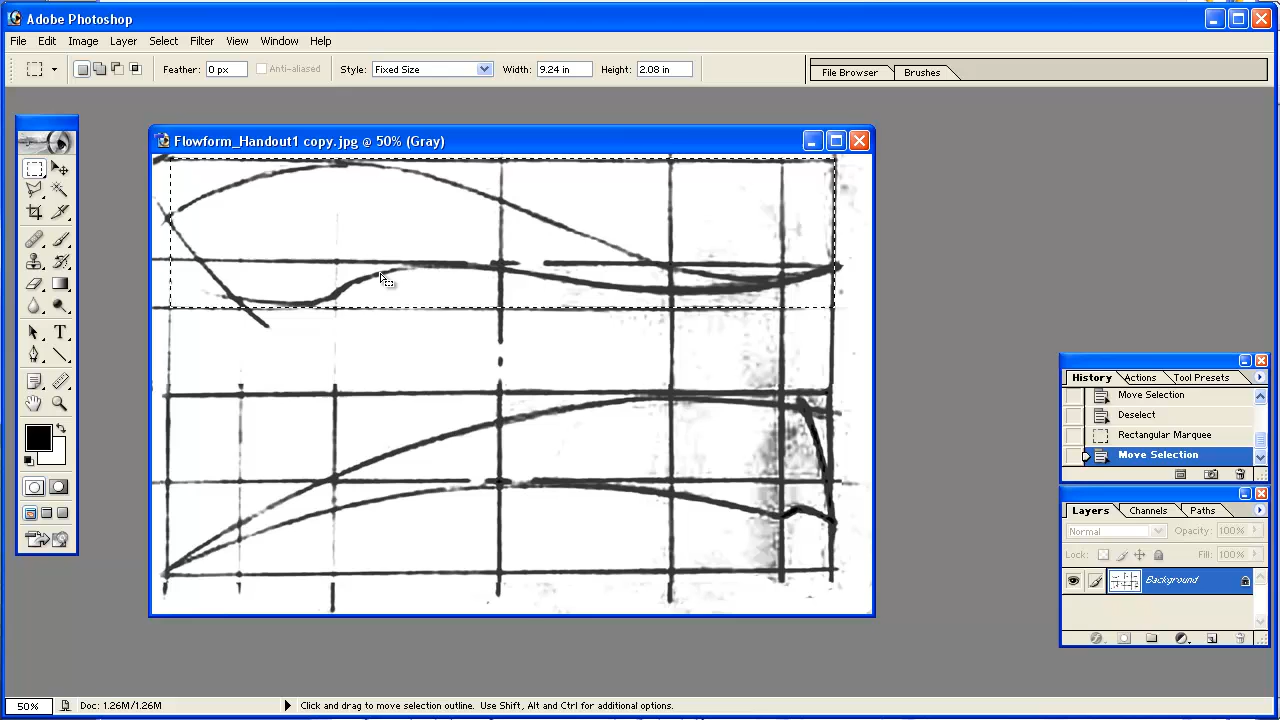 Adobe Photoshop
File Edit Image Layer Select Filter View Window Help
Feather: 0 px Anti-aliased Style: Fixed Size Width: 9.24 in Height: 2.08 in File Browser Brushes
Flowform_Handout1 copy.jpg @ 50% (Gray)
History Actions Tool Presets
Move Selection
Deselect
Rectangular Marquee
Move Selection
Layers Channels Paths
Normal Opacity: 100%
Lock: Fill: 100%
Background
50% Doc: 1.26M/1.26M Click and drag to move selection outline. Use Shift, Alt and Ctrl for additional options.